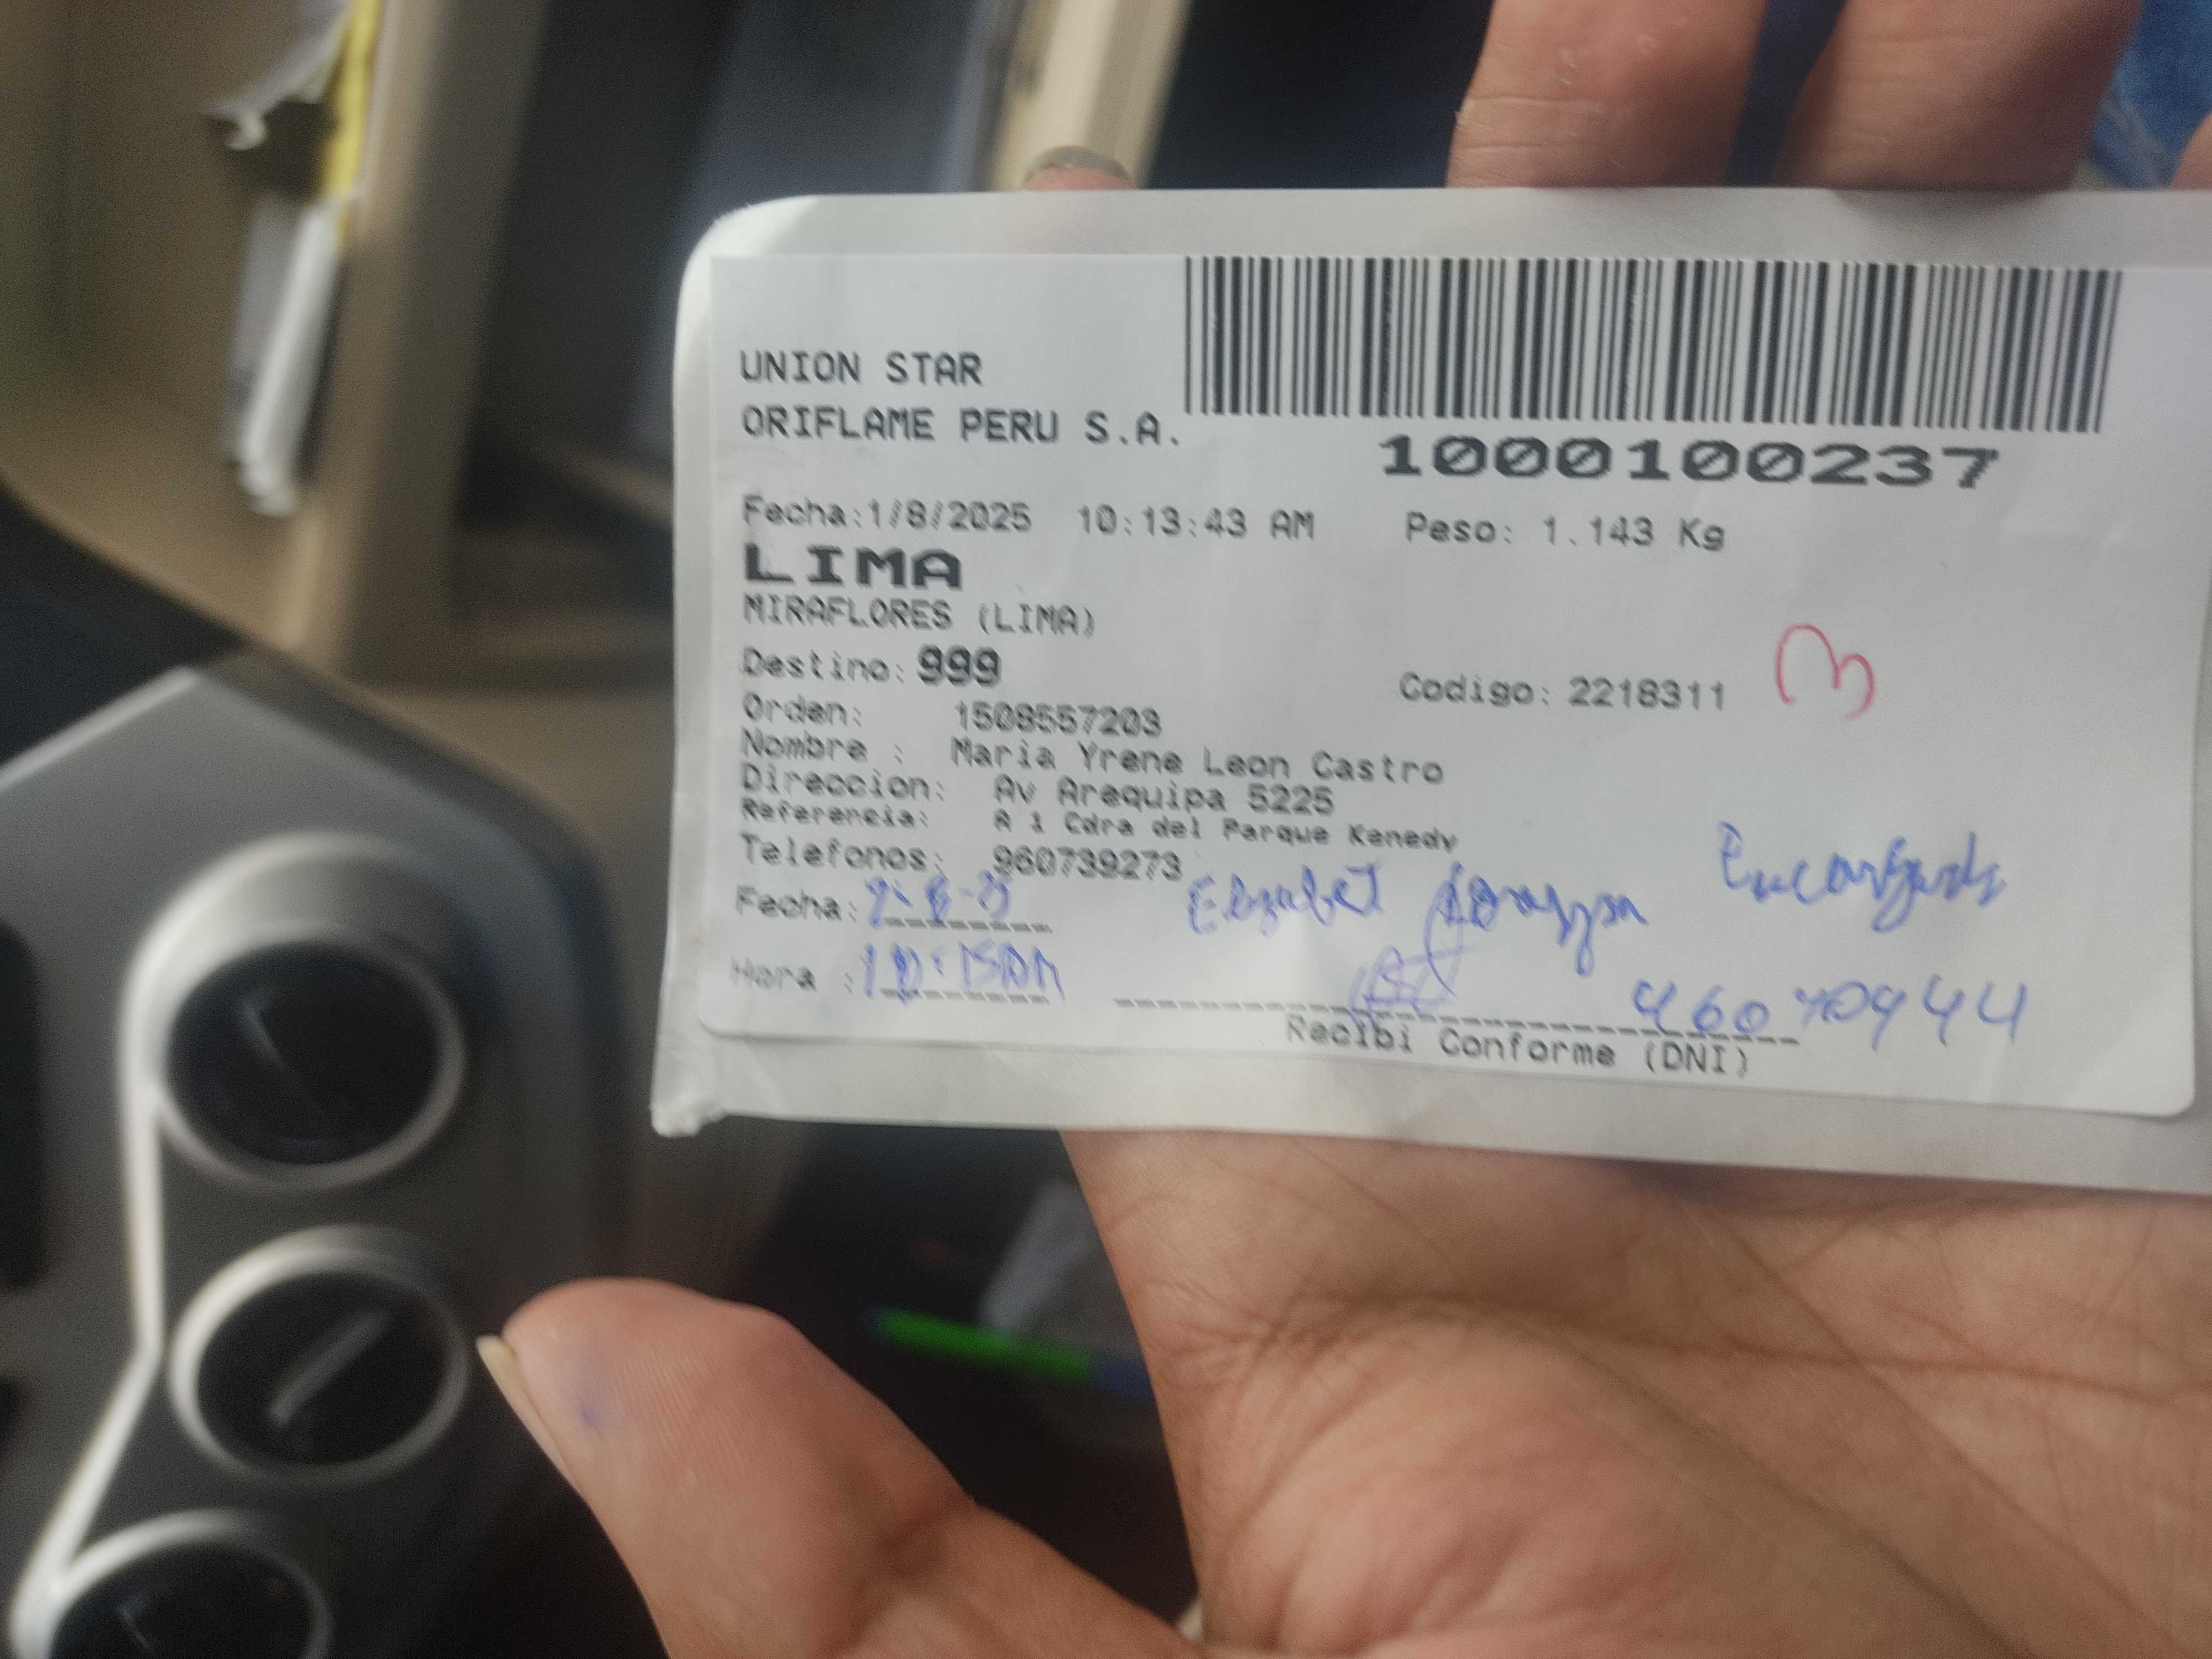 UNION STAR
ORIFLAME PERU S.A.
1000100237
Fecha:1/8/2025 10:13:43 AM Peso: 1.143 Kg
LIMA
MIRAFLORES (LIMA)
Destino: 999
Codigo: 2218311
Orden: 1508557203
Nombre : Maria Yrene Leon Castro
Direccion: Av Arequipa 5225
Referencia: A 1 Cdra del Parque Kenedy
Telefonos: 960739273
Fecha: Elizabet
Hora :
Recibi Conforme (DNI)